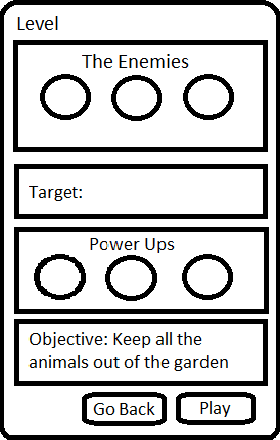 Level
The Enemies
Target:
Power Ups
Objective: Keep all the
animals out of the garden
Go Back
Play